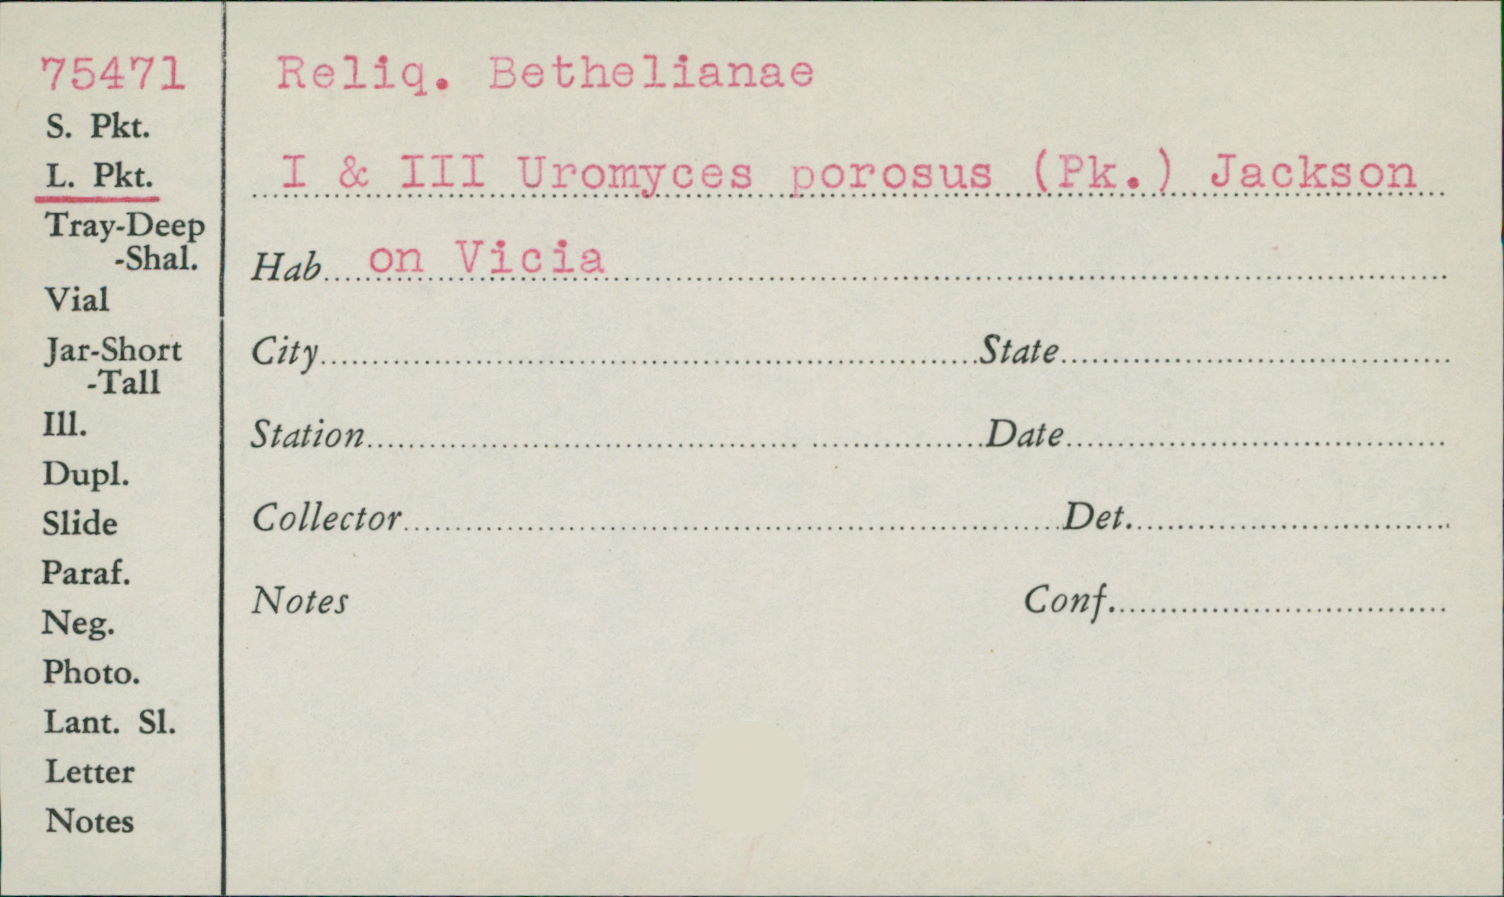 75471
S. Pkt.
L. Pkt.
Tray-Deep
-Shal.
Vial
Jar-Short
-Tall
Ill.
Dupl.
Slide
Paraf.
Neg.
Photo.
Lant. Sl.
Letter
Notes
Reliq. Bethelianae
I & III Uromyces porosus (Pk.) Jackson
Hab on Vicia
City State
Station Date
Collector Det.
Notes Conf.